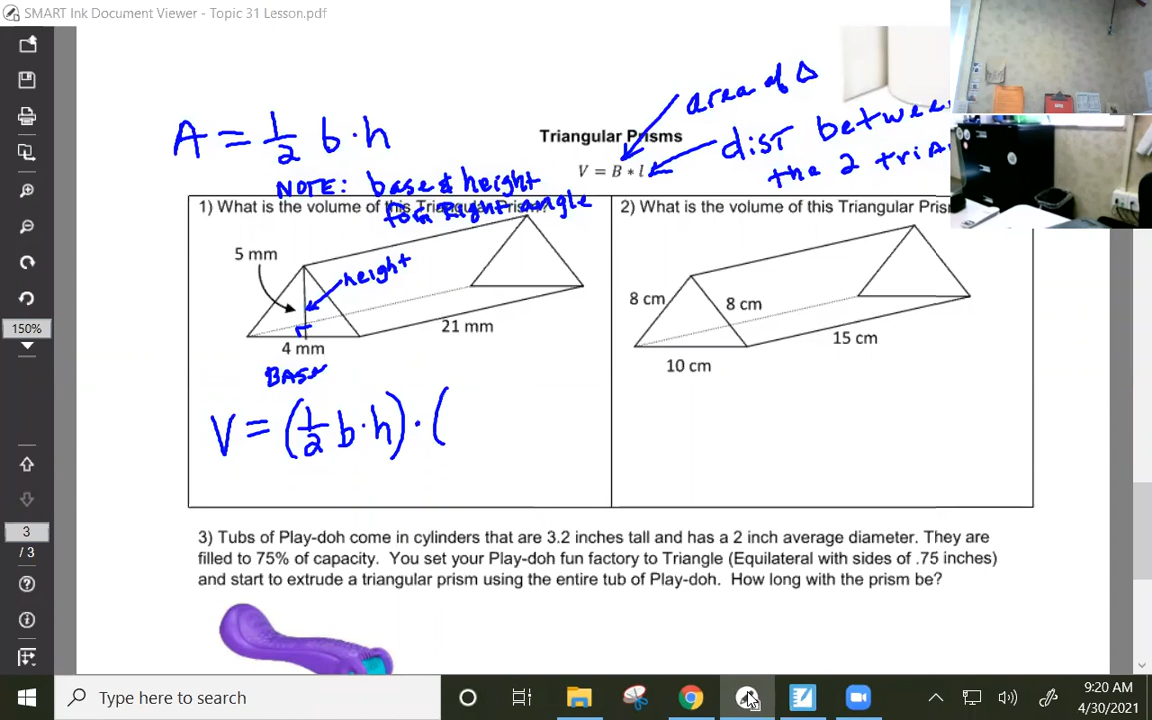 SMART Ink Document Viewer - Topic 31 Lesson.pdf
area of Δ
A = 1/2 b·h
Triangular Prisms
dist between
the 2 tria
V = B * l
NOTE: base & height
form Right angle
1) What is the volume of this Triangular Prism?
2) What is the volume of this Triangular Pris
5 mm
height
21 mm
4 mm
BASE
8 cm
8 cm
15 cm
10 cm
V = (1/2 b·h)·(
3) Tubs of Play-doh come in cylinders that are 3.2 inches tall and has a 2 inch average diameter. They are
filled to 75% of capacity. You set your Play-doh fun factory to Triangle (Equilateral with sides of .75 inches)
and start to extrude a triangular prism using the entire tub of Play-doh. How long with the prism be?
150%
3
/ 3
Type here to search
9:20 AM
4/30/2021